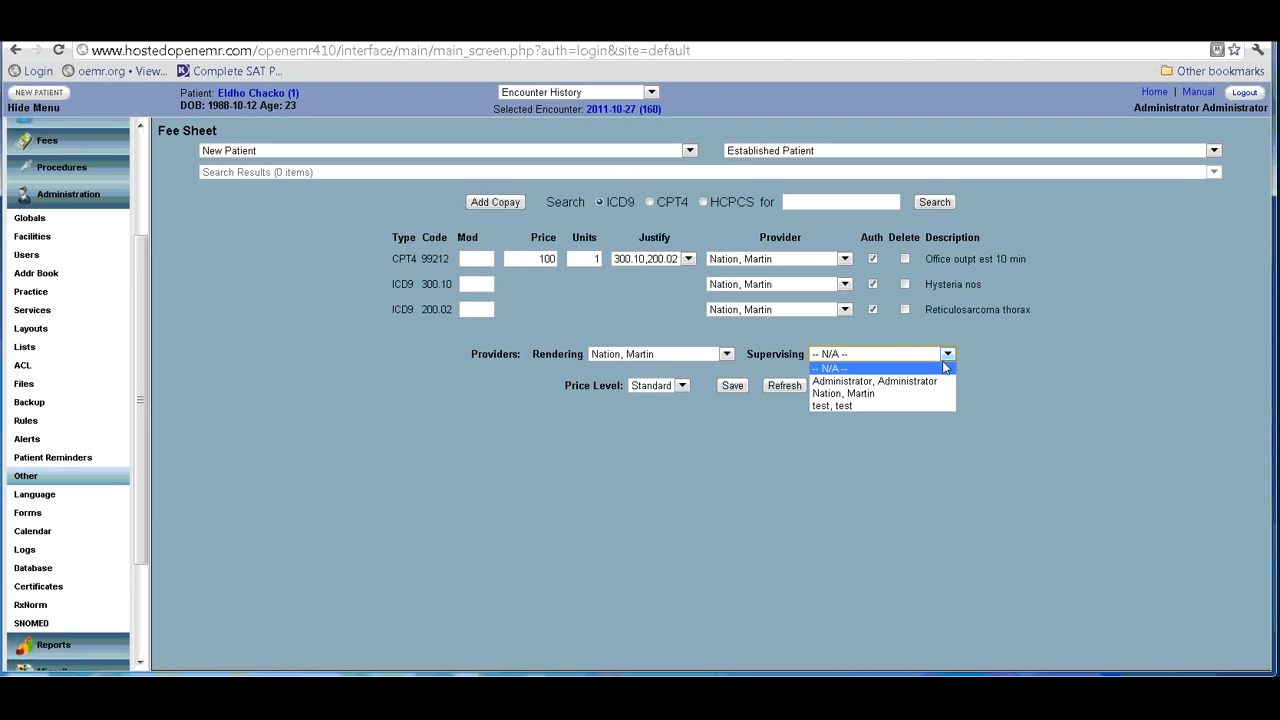 www.hostedopenemr.com/openemr410/interface/main/main_screen.php?auth=login&site=default
Login oemr.org • View... Complete SAT P... Other bookmarks
NEW PATIENT Patient: Eldho Chacko (1) Encounter History Home | Manual Logout
Hide Menu DOB: 1988-10-12 Age: 23 Selected Encounter: 2011-10-27 (160) Administrator Administrator
Fee Sheet
Fees
New Patient Established Patient
Procedures
Search Results (0 items)
Administration
Add Copay Search ICD9 CPT4 HCPCS for Search
Globals
Facilities
Type Code Mod Price Units Justify Provider Auth Delete Description
Users
CPT4 99212 100 1 300.10,200.02 Nation, Martin Office outpt est 10 min
Addr Book
ICD9 300.10 Nation, Martin Hysteria nos
Practice
Services
ICD9 200.02 Nation, Martin Reticulosarcoma thorax
Layouts
Lists
Providers: Rendering Nation, Martin Supervising -- N/A --
ACL
-- N/A --
Administrator, Administrator
Files
Price Level: Standard Save Refresh
Nation, Martin
Backup
test, test
Rules
Alerts
Patient Reminders
Other
Language
Forms
Calendar
Logs
Database
Certificates
RxNorm
SNOMED
Reports